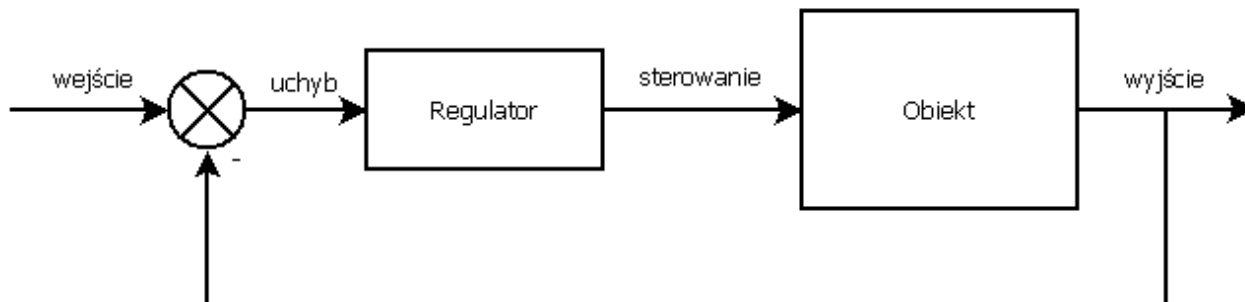 wejście
uchyb
Regulator
sterowanie
Obiekt
wyjście
-